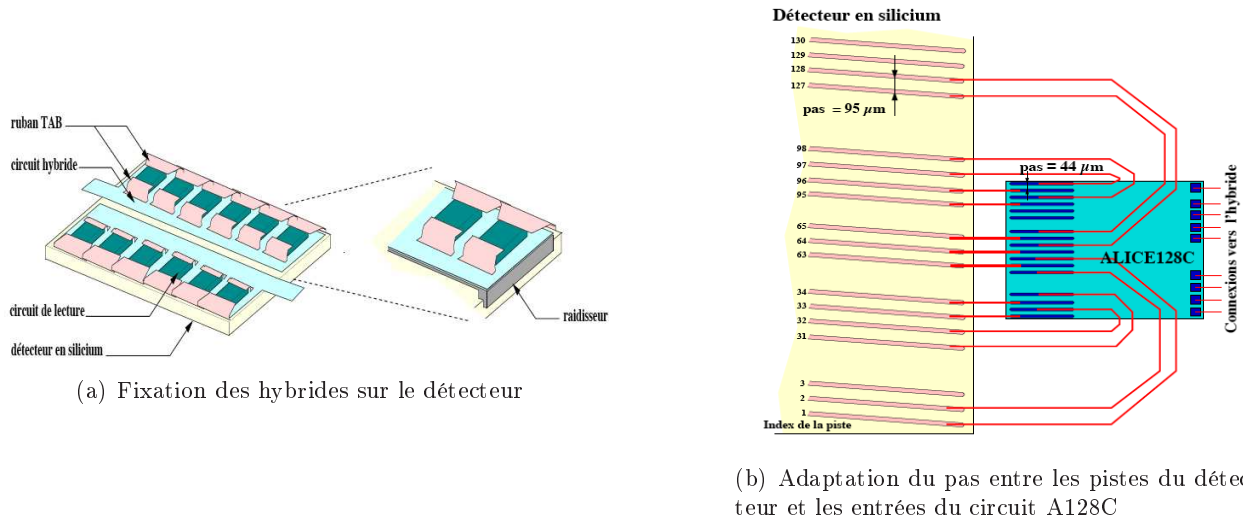 ruban TAB
circuit hybride
circuit de lecture
détecteur en silicium
raidisseur
(a) Fixation des hybrides sur le détecteur
Détecteur en silicium
130
129
128
127
pas = 95 µm
98
97
96
95
pas = 44 µm
65
64
63
ALICE128C
34
33
32
31
3
2
1
Index de la piste
Connexions vers l'hybride
(b) Adaptation du pas entre les pistes du détec
teur et les entrées du circuit A128C